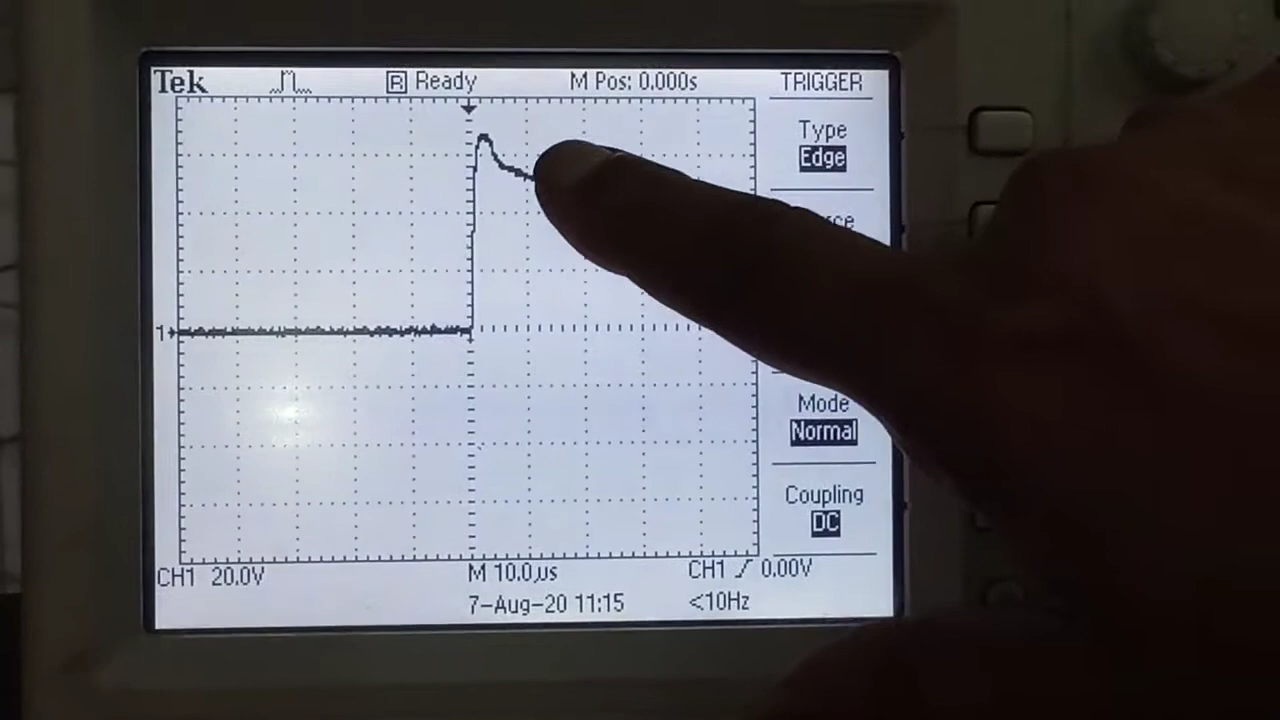 Tek R Ready M Pos: 0.000s TRIGGER
Type
Edge
Mode
Normal
Coupling
DC
1
CH1 20.0V M 10.0µs CH1 0.00V
7-Aug-20 11:15 <10Hz